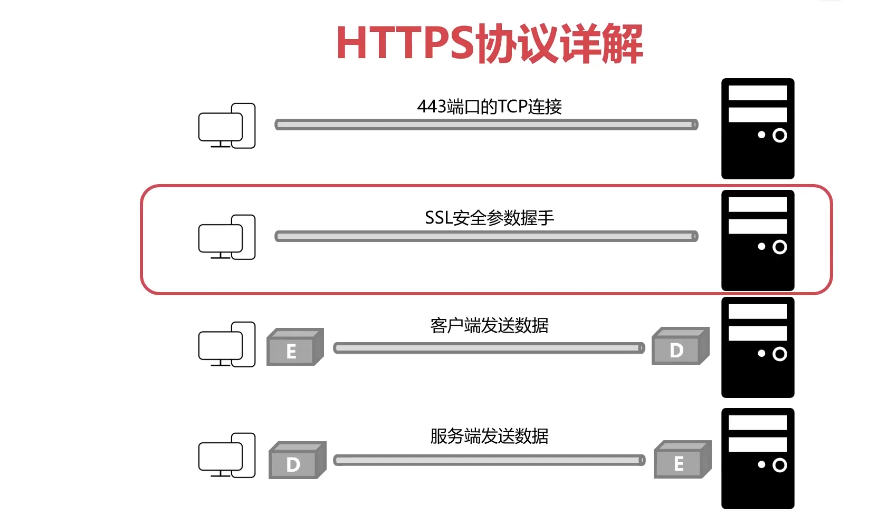 HTTPS协议详解
443端口的TCP连接
SSL安全参数握手
客户端发送数据
E
D
服务端发送数据
D
E